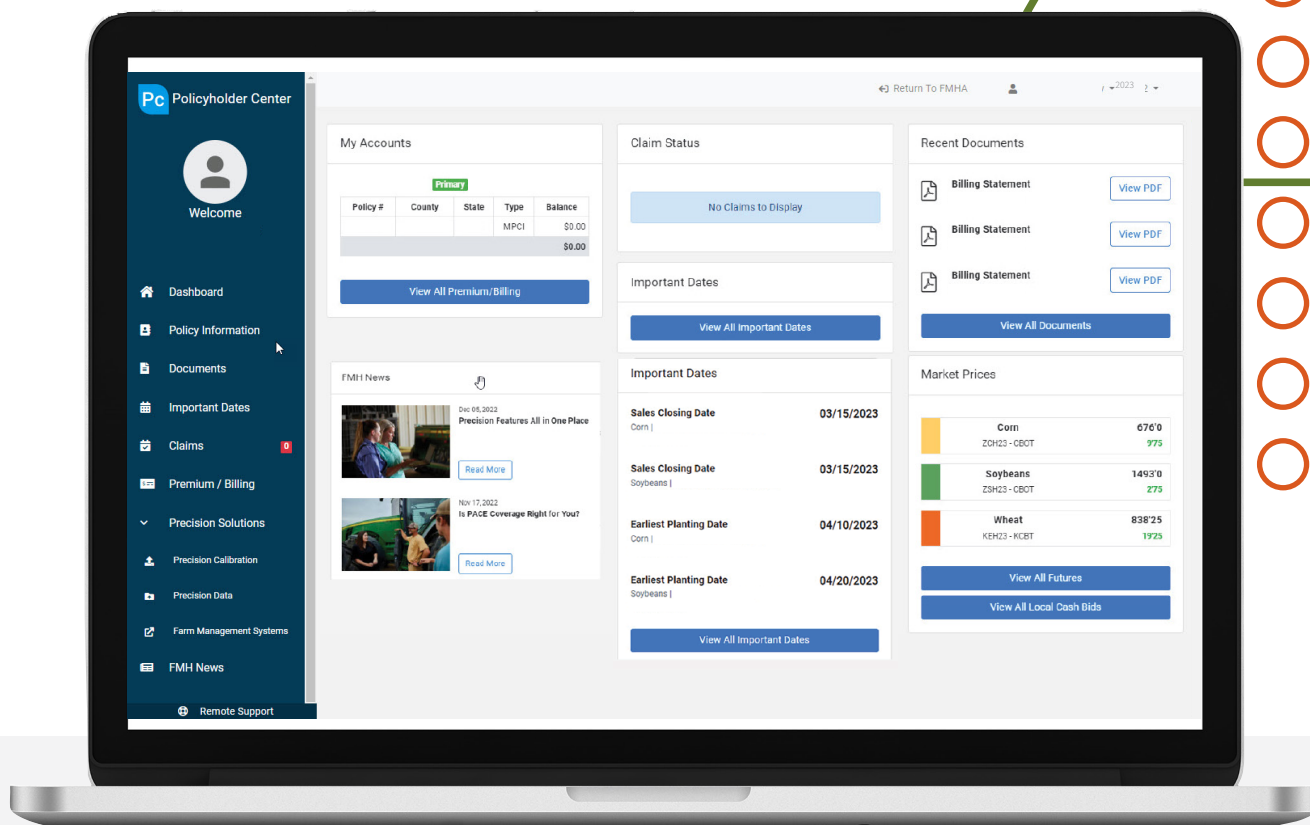 Pc Policyholder Center
Welcome
Dashboard
Policy Information
Documents
Important Dates
Claims 0
Premium / Billing
Precision Solutions
Precision Calibration
Precision Data
Farm Management Systems
FMH News
Remote Support
Return To FMHA 2023
My Accounts
Primary
Policy # County State Type Balance
MPCI $0.00
$0.00
View All Premium/Billing
FMH News
Dec 05, 2022
Precision Features All in One Place
Read More
Nov 17, 2022
Is PACE Coverage Right for You?
Read More
Claim Status
No Claims to Display
Important Dates
View All Important Dates
Important Dates
Sales Closing Date 03/15/2023
Corn |
Sales Closing Date 03/15/2023
Soybeans |
Earliest Planting Date 04/10/2023
Corn |
Earliest Planting Date 04/20/2023
Soybeans |
View All Important Dates
Recent Documents
Billing Statement View PDF
Billing Statement View PDF
Billing Statement View PDF
View All Documents
Market Prices
Corn 676'0
ZCH23 - CBOT 9'75
Soybeans 1493'0
ZSH23 - CBOT 2'75
Wheat 838'25
KEH23 - KCBT 19'25
View All Futures
View All Local Cash Bids